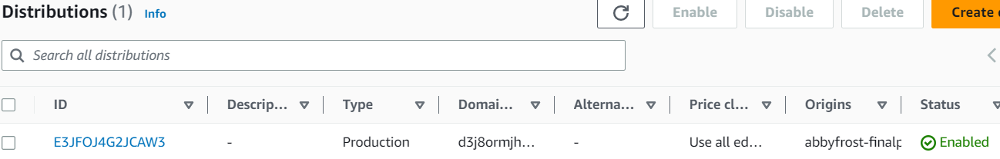 Distributions (1) Info Enable Disable Delete Create
Search all distributions
ID Descrip... Type Domai... Alterna... Price cl... Origins Status
E3JFOJ4G2JCAW3 - Production d3j8ormjh... - Use all ed... abbyfrost-finalp Enabled